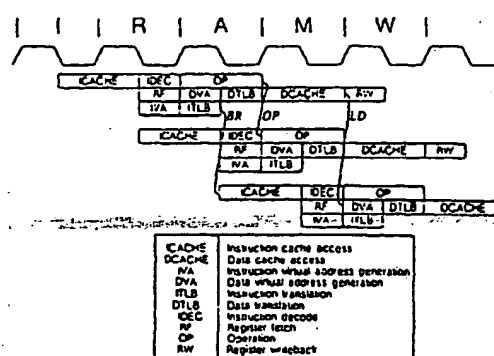 I R A M W
ICACHE IDEC OP
RF DVA DTLB DCACHE RW
IVA ITLB BR OP LD
ICACHE IDEC OP
RF DVA DTLB DCACHE RW
IVA ITLB
ICACHE IDEC OP
RF DVA DTLB DCACHE
IVA ITLB
ICACHE Instruction cache access
DCACHE Data cache access
IVA Instruction virtual address generation
DVA Data virtual address generation
ITLB Instruction translation
DTLB Data translation
IDEC Instruction decode
RF Register fetch
OP Operation
RW Register writeback